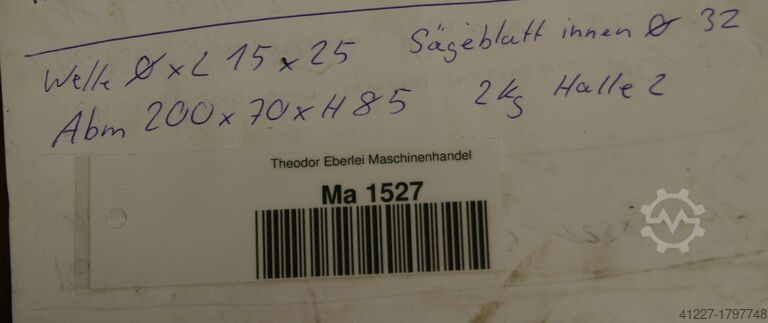 Welle Ø x L 15 x 25 Sägeblatt innen Ø 32
Abm 200 x 70 x H 85 2kg Halle 2
Theodor Eberlei Maschinenhandel
Ma 1527
41227-1797748